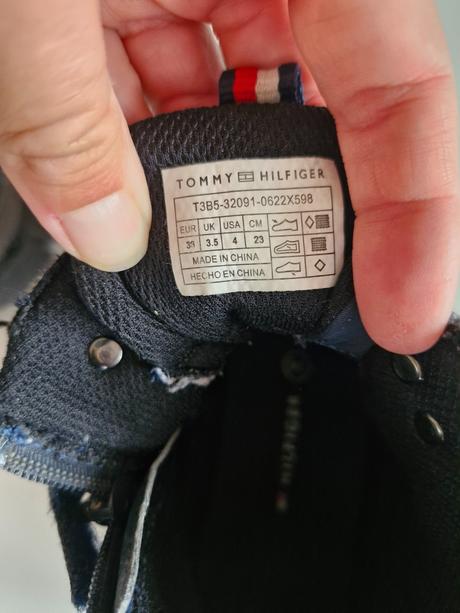 TOMMY HILFIGER
T3B5-32091-0622X598
EUR UK USA CM
39 3.5 4 23
MADE IN CHINA
HECHO EN CHINA